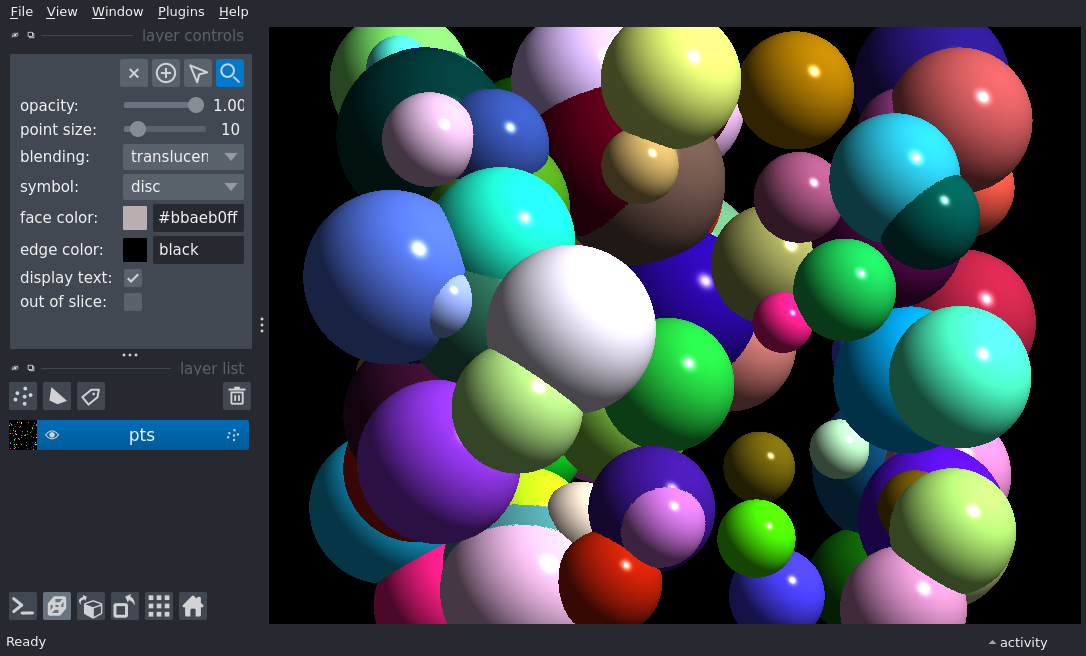 File View Window Plugins Help
layer controls
opacity: 1.00
point size: 10
blending: translucen
symbol: disc
face color: #bbaeb0ff
edge color: black
display text:
out of slice:
layer list
pts
Ready
activity